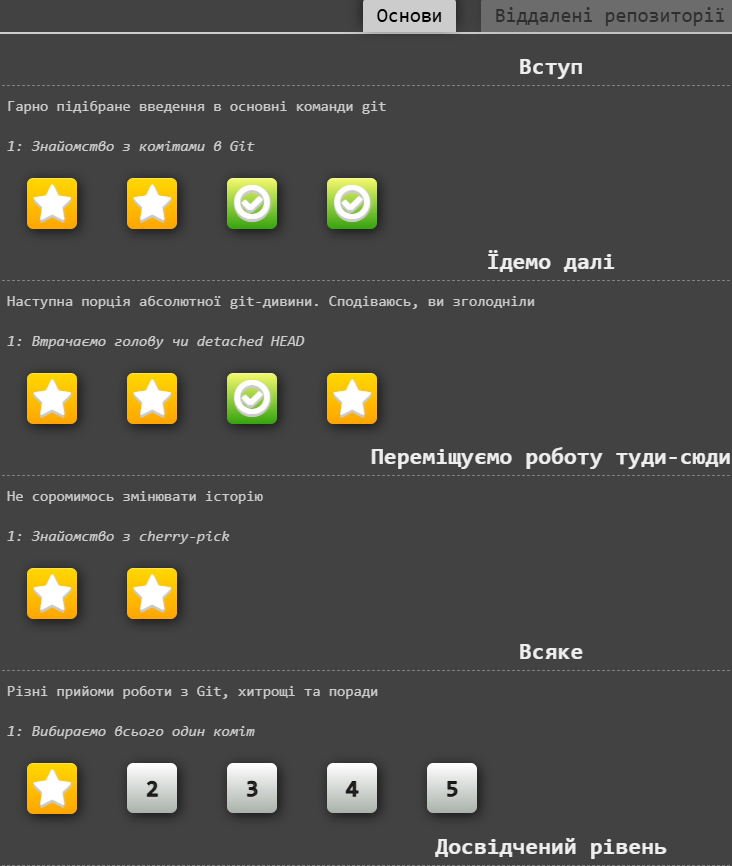 Основи Віддалені репозиторії
Вступ
Гарно підібране введення в основні команди git
1: Знайомство з комітами в Git
Їдемо далі
Наступна порція абсолютної git-дивини. Сподіваюсь, ви зголодніли
1: Втрачаємо голову чи detached HEAD
Переміщуємо роботу туди-сюди
Не соромимось змінювати історію
1: Знайомство з cherry-pick
Всяке
Різні прийоми роботи з Git, хитрощі та поради
1: Вибираємо всього один коміт
2 3 4 5
Досвідчений рівень